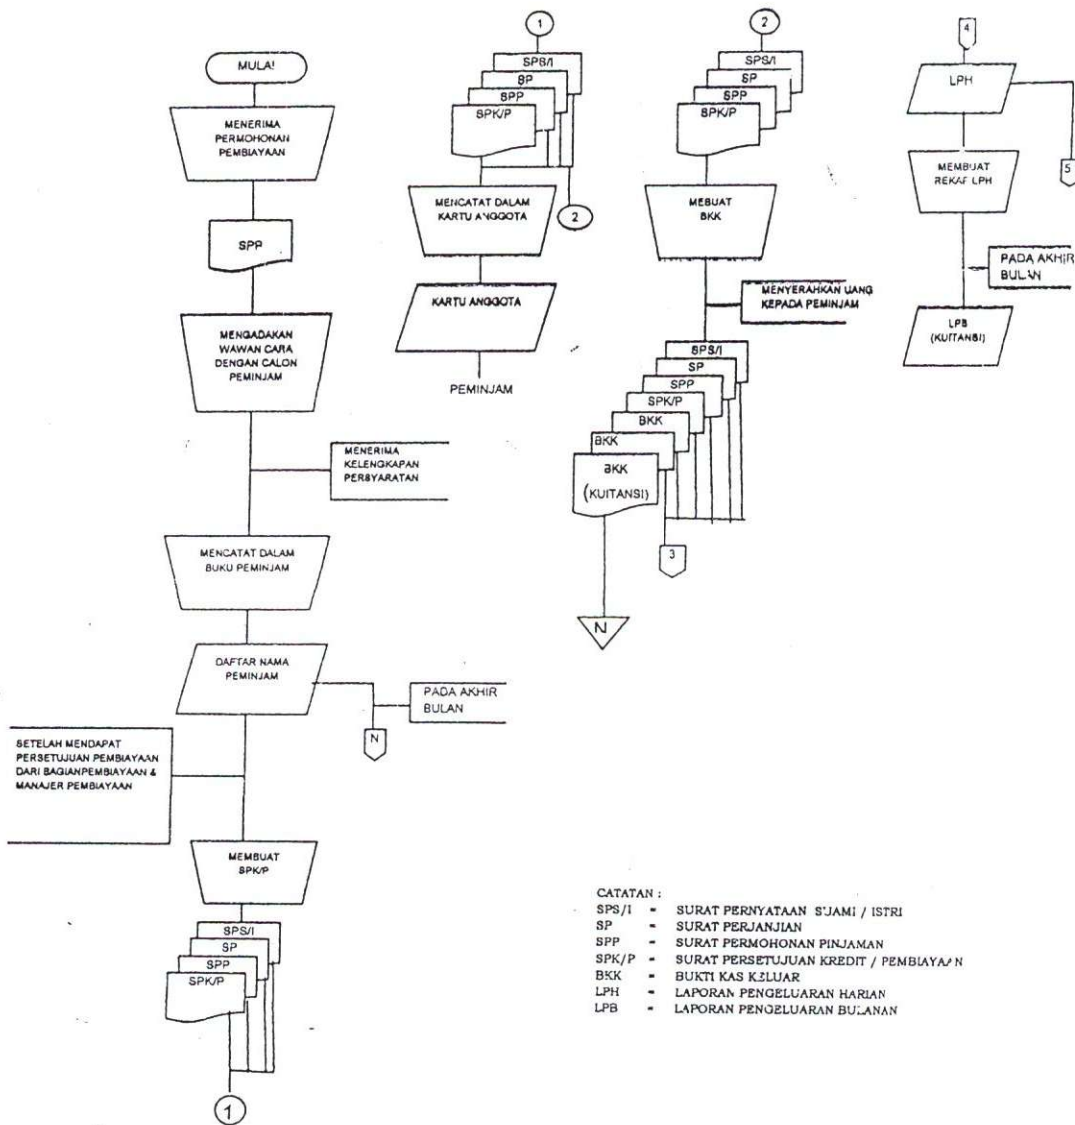 MULAI
MENERIMA
PERMOHONAN
PEMBIAYAAN
SPP
MENGADAKAN
WAWAN CARA
DENGAN CALON
PEMINJAM
MENERIMA
KELENGKAPAN
PERSYARATAN
MENCATAT DALAM
BUKU PEMINJAM
DAFTAR NAMA
PEMINJAM
N
PADA AKHIR
BULAN
SETELAH MENDAPAT
PERSETUJUAN PEMBIAYAAN
DARI BAGIANPEMBIAYAAN &
MANAJER PEMBIAYAAN
MEMBUAT
SPK/P
SPS/I
SP
SPP
SPK/P
1
1
SPS/I
SP
SPP
SPK/P
2
MENCATAT DALAM
KARTU ANGGOTA
KARTU ANGGOTA
PEMINJAM
2
SPS/I
SP
SPP
SPK/P
MEBUAT
BKK
MENYERAHKAN UANG
KEPADA PEMINJAM
SPS/I
SP
SPP
SPK/P
BKK
BKK
BKK
(KUITANSI)
3
N
4
LPH
5
MEMBUAT
REKAP LPH
PADA AKHIR
BULAN
LPB
(KUITANSI)
CATATAN :
SPS/I = SURAT PERNYATAAN SUAMI / ISTRI
SP = SURAT PERJANJIAN
SPP = SURAT PERMOHONAN PINJAMAN
SPK/P = SURAT PERSETUJUAN KREDIT / PEMBIAYAAN
BKK = BUKTI KAS KELUAR
LPH = LAPORAN PENGELUARAN HARIAN
LPB = LAPORAN PENGELUARAN BULANAN